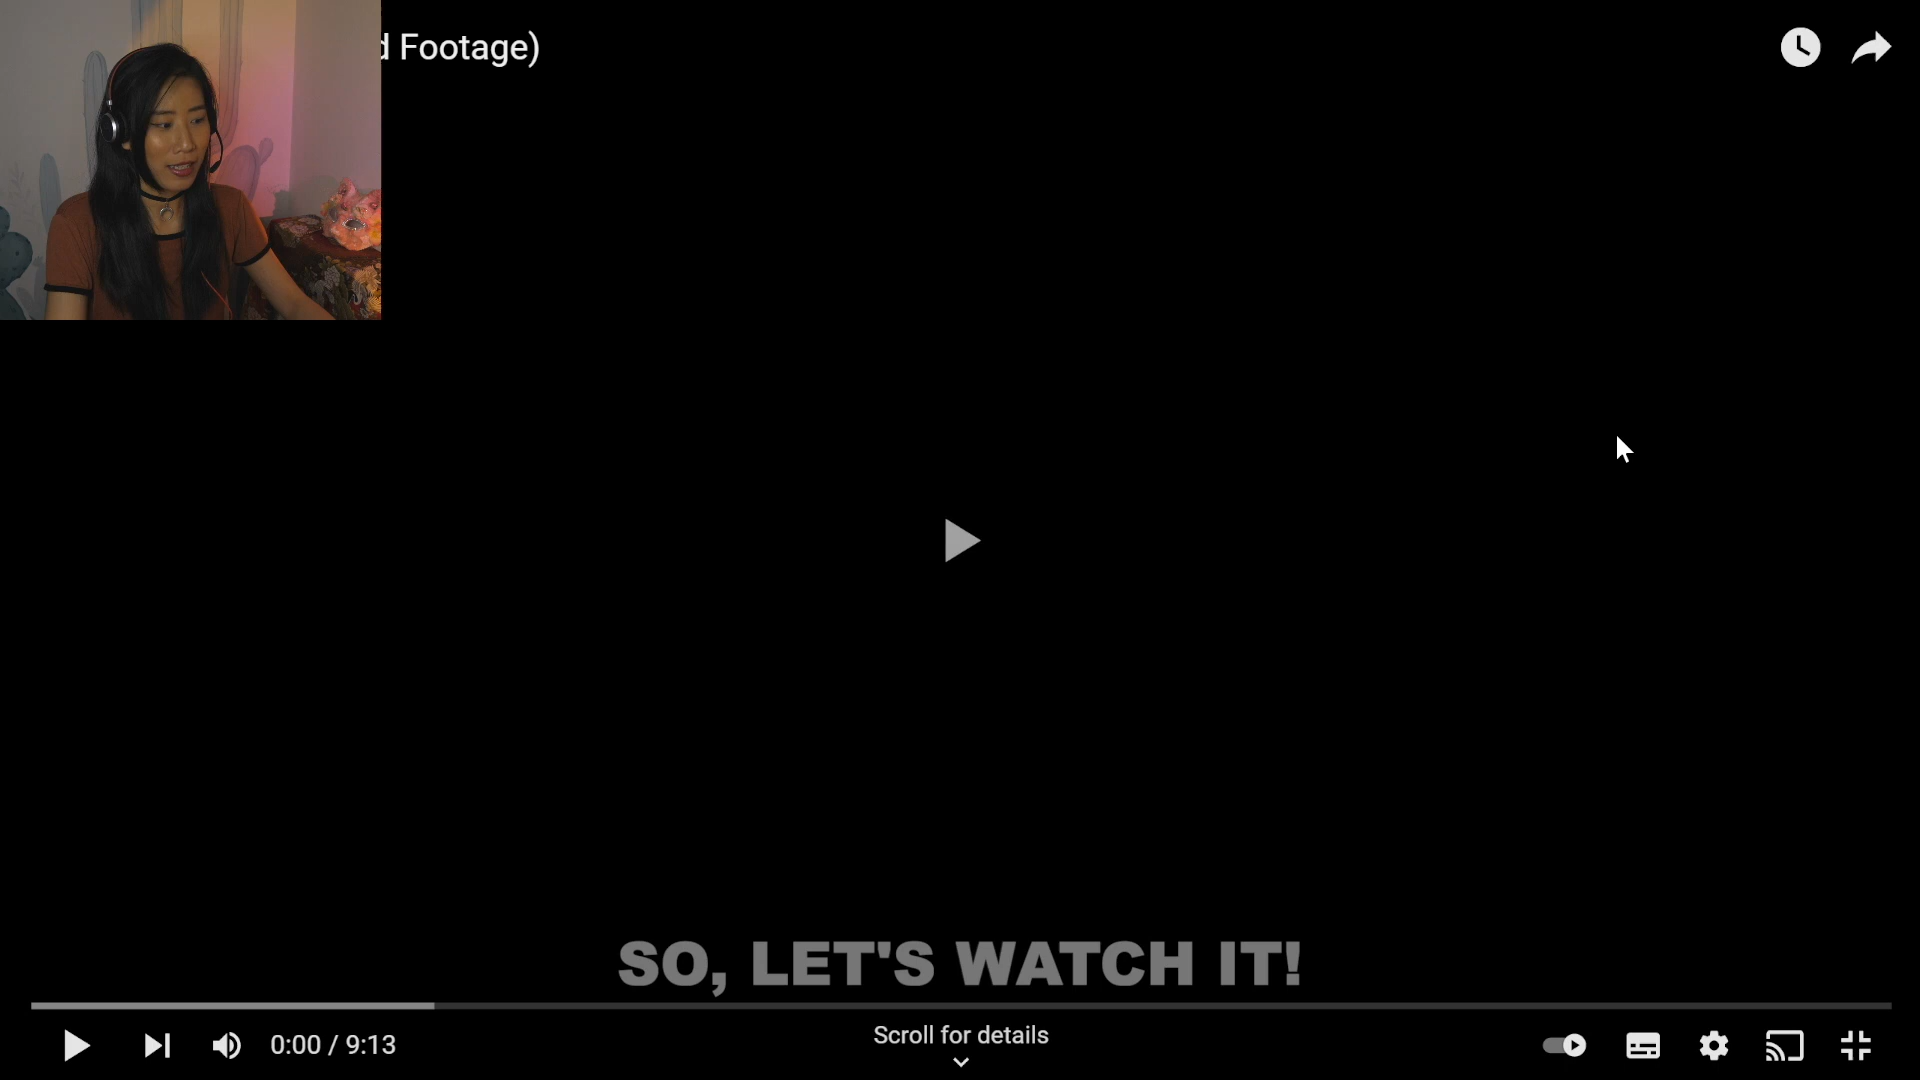 Footage)
SO, LET'S WATCH IT!
0:00 / 9:13
Scroll for details